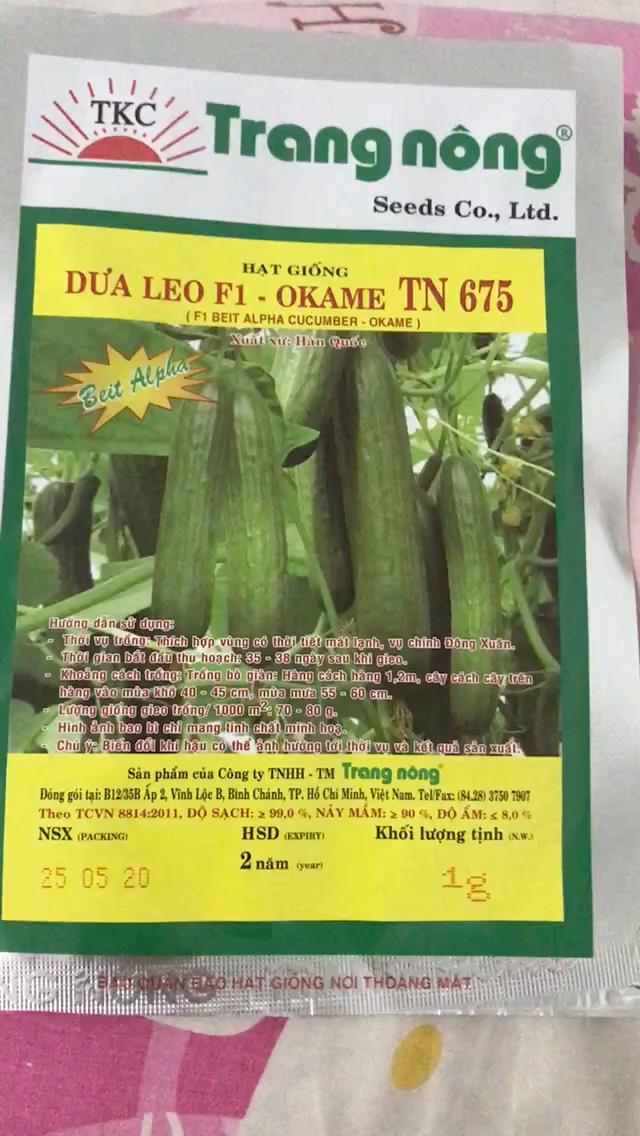 TKC
Trang nông®
Seeds Co., Ltd.
HẠT GIỐNG
DƯA LEO F1 - OKAME TN 675
( F1 BEIT ALPHA CUCUMBER - OKAME )
Xuất xứ: Hàn Quốc
Beit Alpha
Hướng dẫn sử dụng:
- Thời vụ trồng: Thích hợp vùng có thời tiết mát lạnh, vụ chính Đông Xuân.
- Thời gian bắt đầu thu hoạch: 35 - 38 ngày sau khi gieo.
- Khoảng cách trồng: Trồng bò giàn: Hàng cách hàng 1,2m, cây cách cây trên
hàng vào mùa khô 40 - 45 cm, mùa mưa 55 - 60 cm.
- Lượng giống gieo trồng/ 1000 m²: 70 - 80 g.
- Hình ảnh bao bì chỉ mang tính chất minh hoạ.
- Chú ý: Biến đổi khí hậu có thể ảnh hưởng tới thời vụ và kết quả sản xuất.
Sản phẩm của Công ty TNHH - TM Trang nông®
Đóng gói tại: B12/35B Ấp 2, Vĩnh Lộc B, Bình Chánh, TP. Hồ Chí Minh, Việt Nam. Tel/Fax: (84.28) 3750 7907
Theo TCVN 8814:2011, ĐỘ SẠCH: ≥ 99,0 %, NẢY MẦM: ≥ 90 %, ĐỘ ẨM: ≤ 8,0 %
NSX (PACKING) HSD (EXPIRY) Khối lượng tịnh (N.W.)
25 05 20 2 năm (year) 1g
BẢO QUẢN BAO HẠT GIỐNG NƠI THOÁNG MÁT